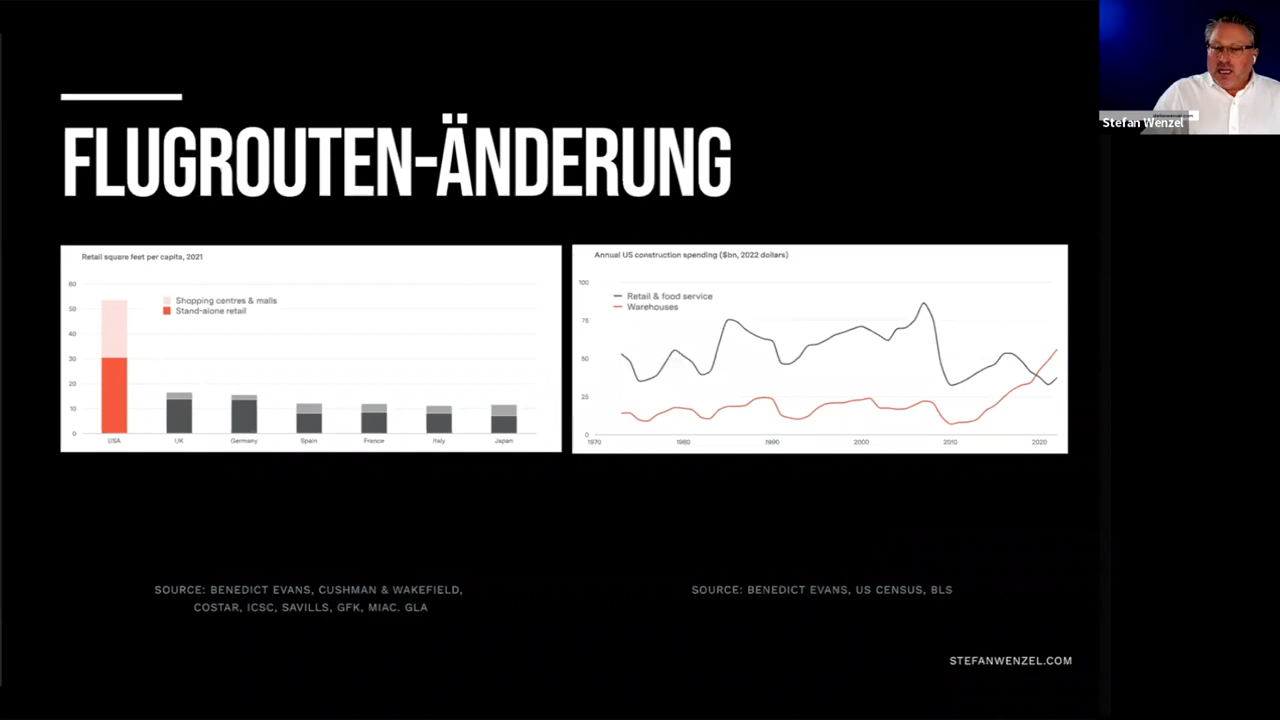 FLUGROUTEN-ÄNDERUNG
Stefan Wenzel
Retail square feet per capita, 2021
60
50
40
30
20
10
0
Shopping centres & malls
Stand-alone retail
USA UK Germany Spain France Italy Japan
Annual US construction spending ($bn, 2022 dollars)
100
75
50
25
0
Retail & food service
Warehouses
1970 1980 1990 2000 2010 2020
SOURCE: BENEDICT EVANS, CUSHMAN & WAKEFIELD,
COSTAR, ICSC, SAVILLS, GFK, MIAC. GLA
SOURCE: BENEDICT EVANS, US CENSUS, BLS
STEFANWENZEL.COM